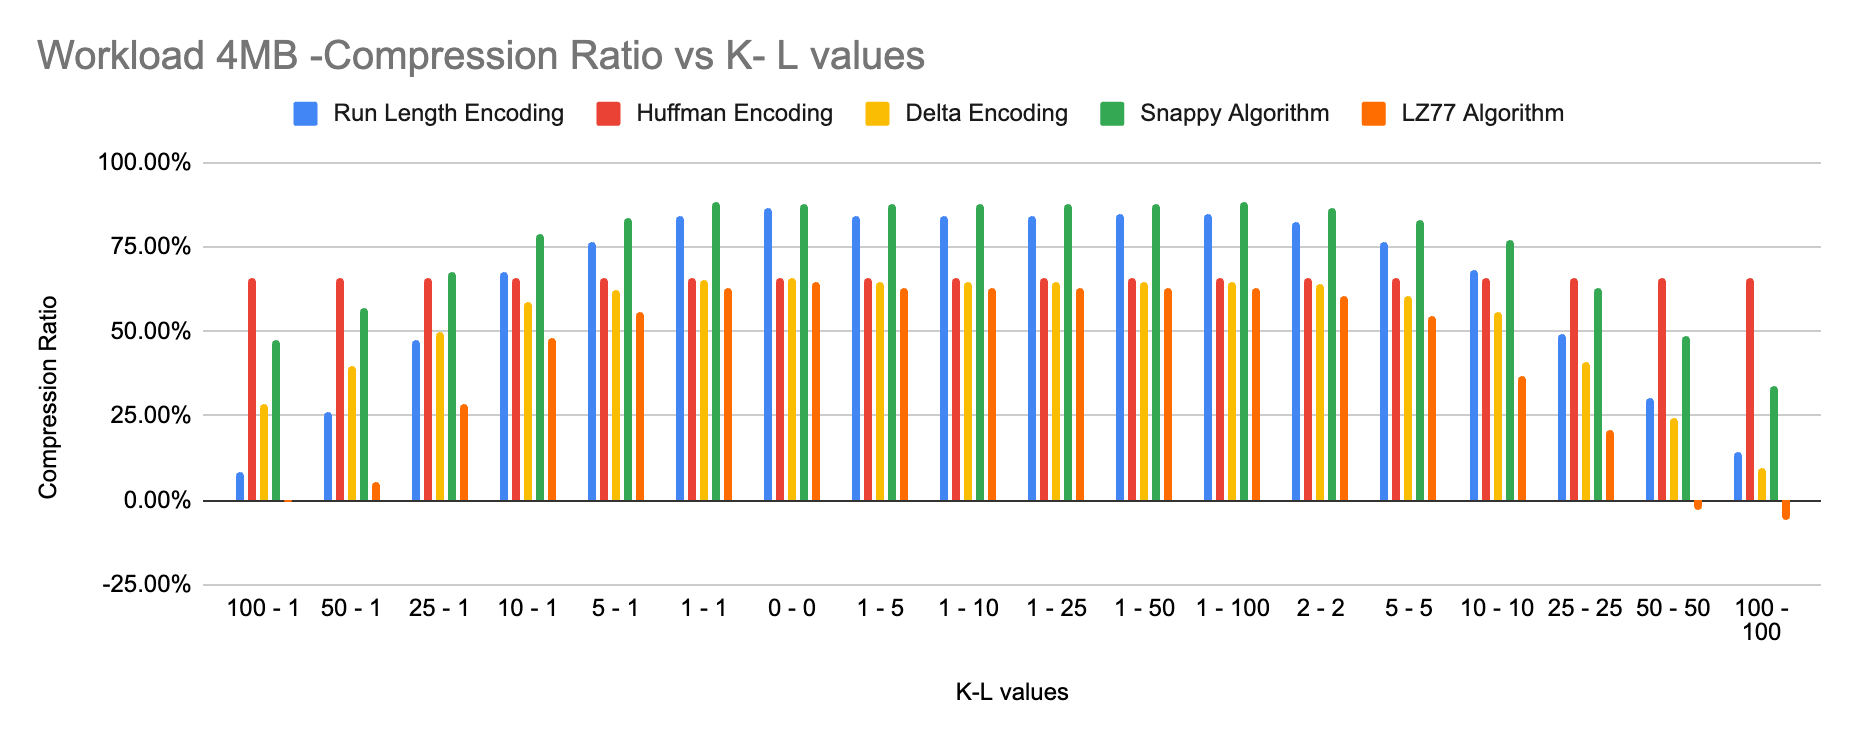 Workload 4MB -Compression Ratio vs K- L values
Run Length Encoding Huffman Encoding Delta Encoding Snappy Algorithm LZ77 Algorithm
100.00%
75.00%
50.00%
25.00%
0.00%
-25.00%
Compression Ratio
100 - 1 50 - 1 25 - 1 10 - 1 5 - 1 1 - 1 0 - 0 1 - 5 1 - 10 1 - 25 1 - 50 1 - 100 2 - 2 5 - 5 10 - 10 25 - 25 50 - 50 100 -
100
K-L values